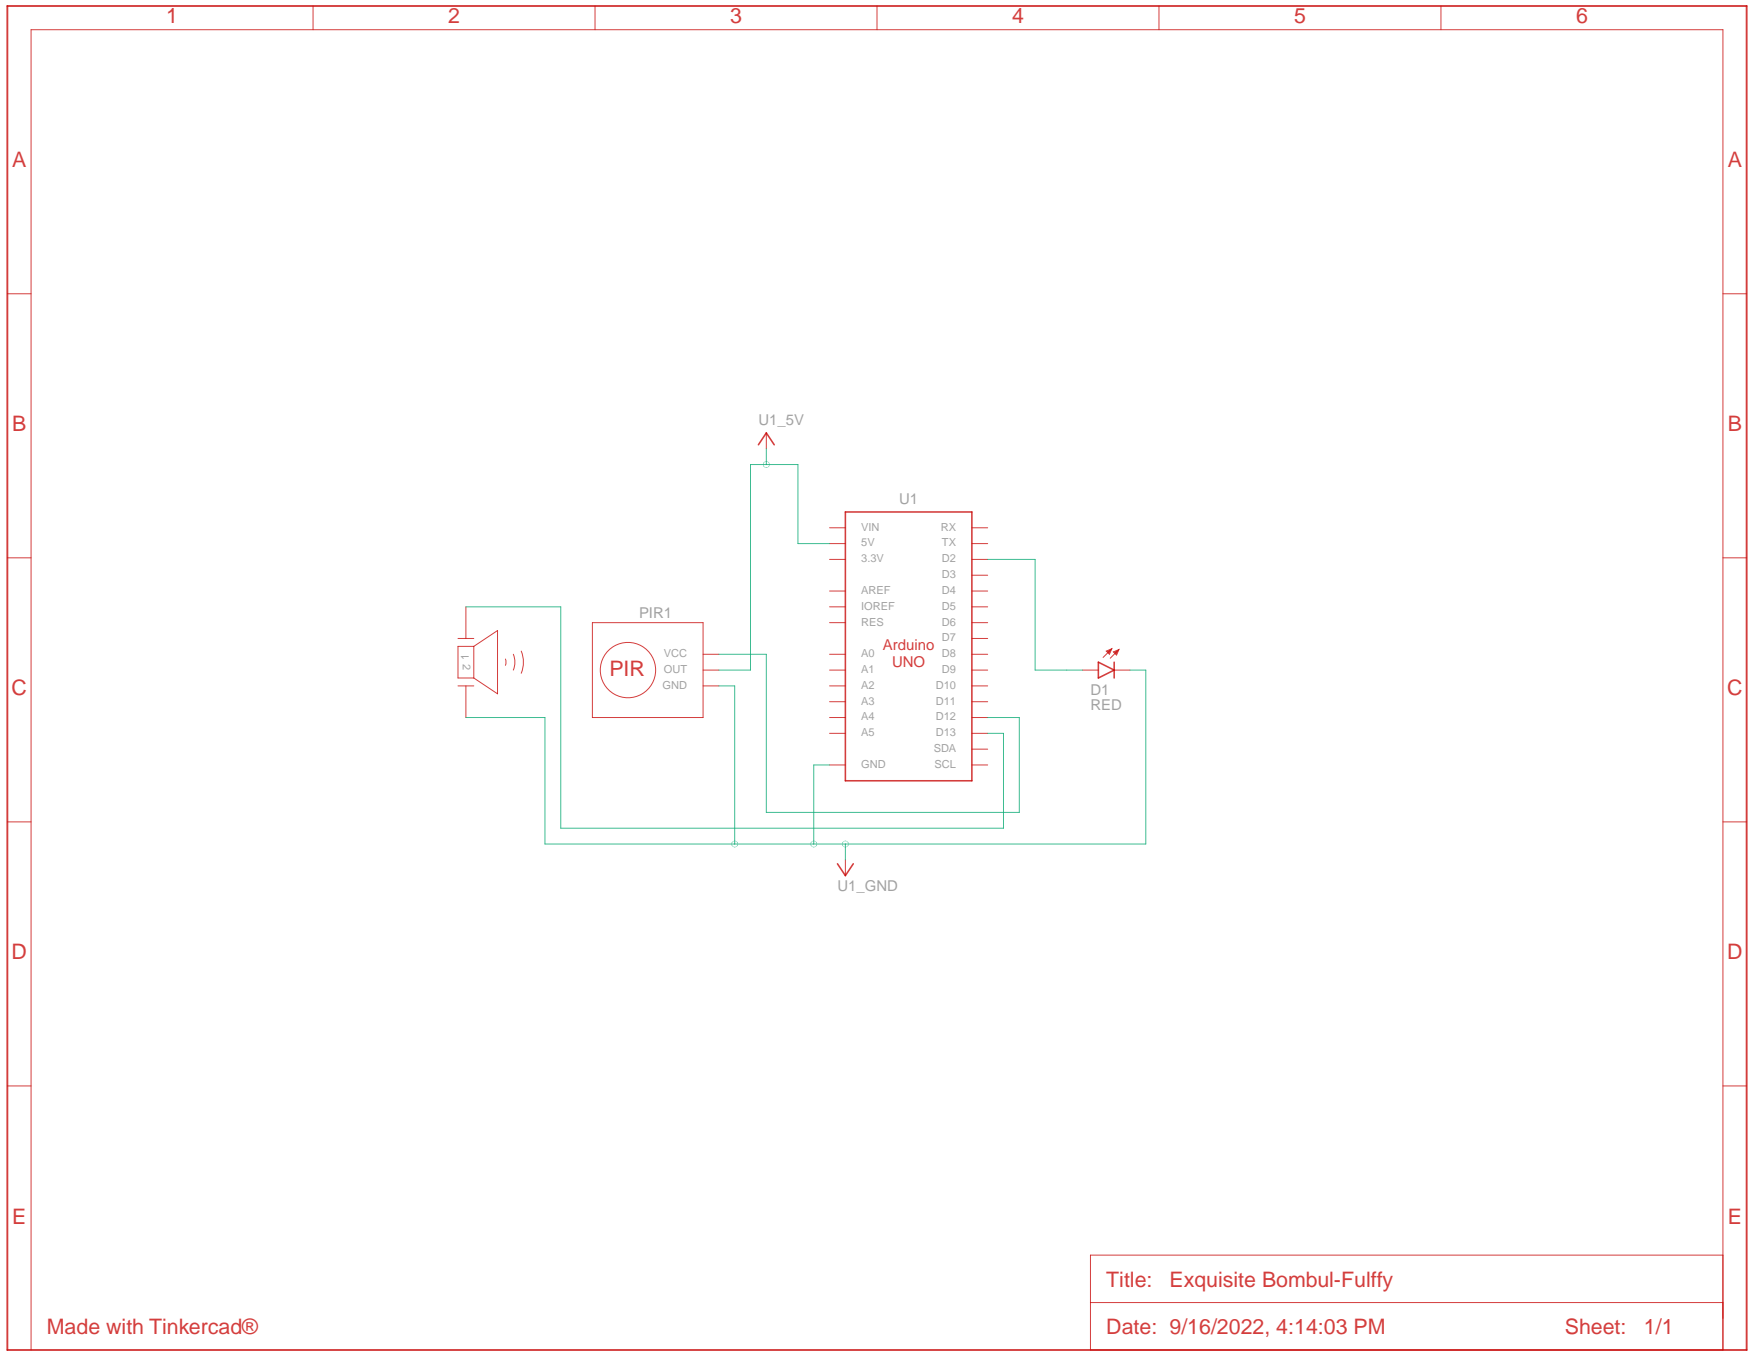 1 2 3 4 5 6
A A
B B
C C
D D
E E
U1_5V
U1
VIN RX
5V TX
3.3V D2
D3
AREF D4
IOREF D5
RES D6
D7
Arduino
UNO
A0 D8
A1 D9
A2 D10
A3 D11
A4 D12
A5 D13
SDA
GND SCL
PIR1
PIR
VCC
OUT
GND
1 2
D1
RED
U1_GND
Title: Exquisite Bombul-Fulffy
Date: 9/16/2022, 4:14:03 PM Sheet: 1/1
Made with Tinkercad®